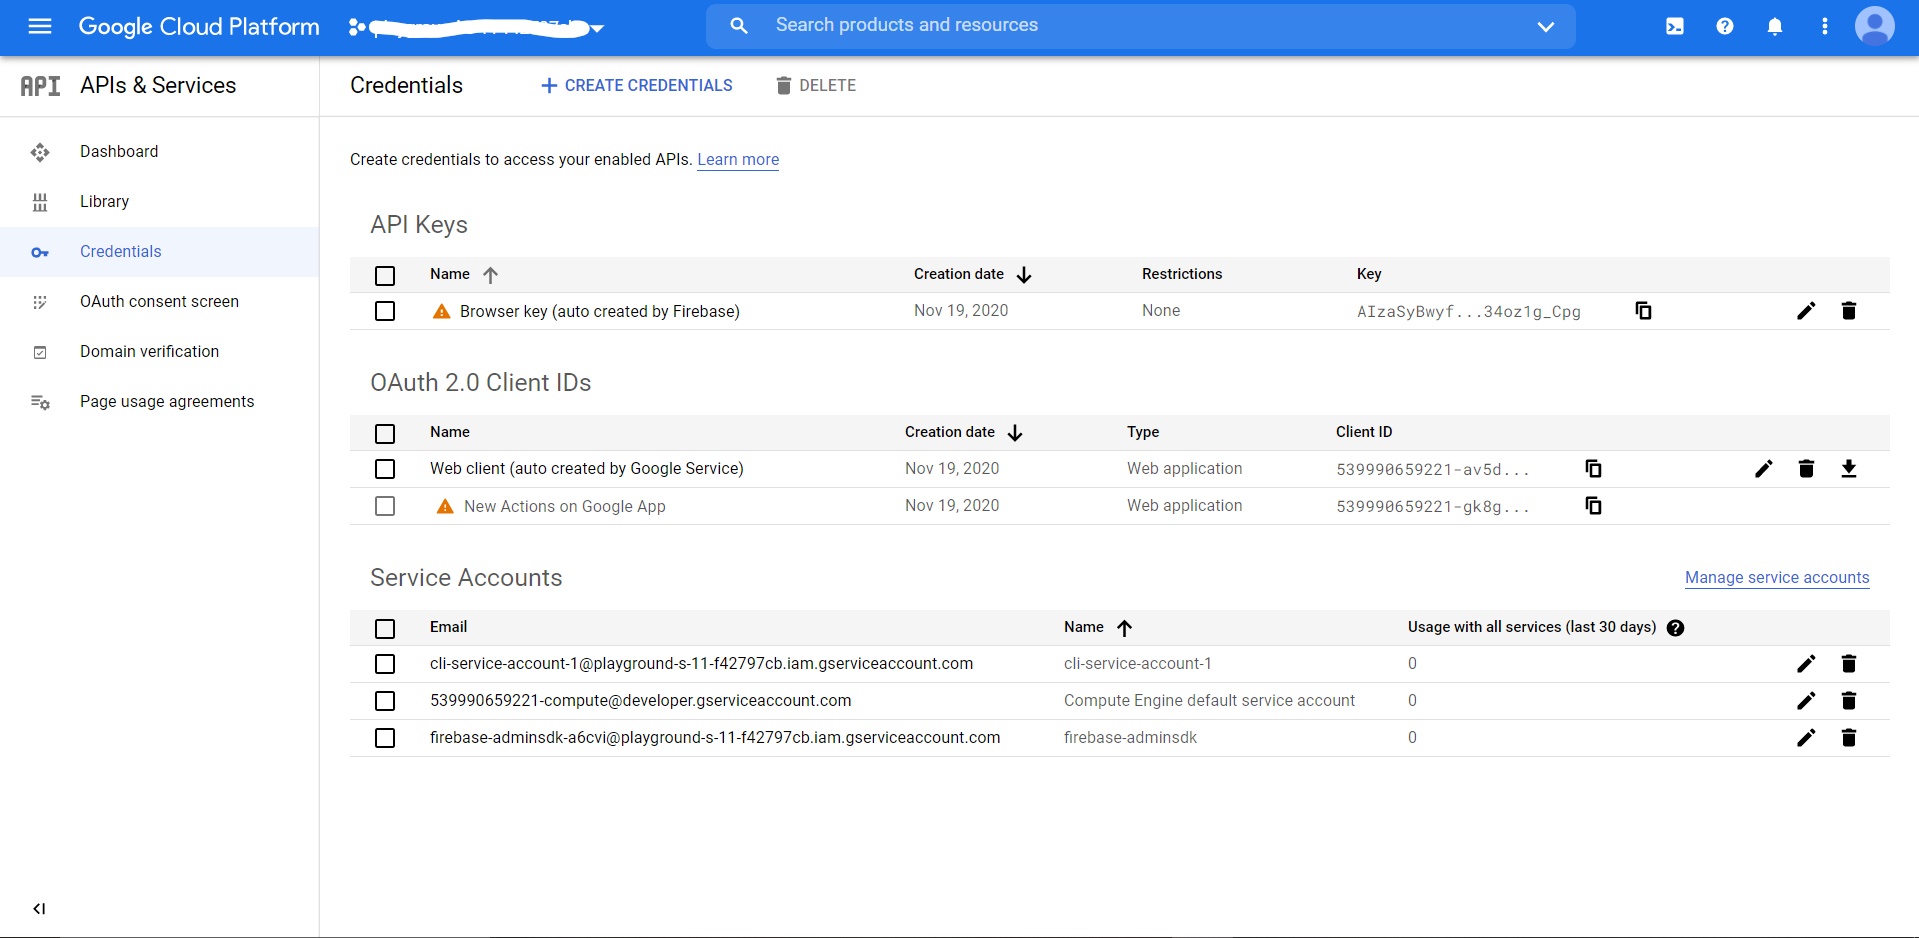 Google Cloud Platform
Search products and resources
API APIs & Services
Credentials
CREATE CREDENTIALS
DELETE
Dashboard
Library
Credentials
OAuth consent screen
Domain verification
Page usage agreements
Create credentials to access your enabled APIs. Learn more
API Keys
Name Creation date Restrictions Key
Browser key (auto created by Firebase) Nov 19, 2020 None AIzaSyBwyf...34oz1g_Cpg
OAuth 2.0 Client IDs
Name Creation date Type Client ID
Web client (auto created by Google Service) Nov 19, 2020 Web application 539990659221-av5d...
New Actions on Google App Nov 19, 2020 Web application 539990659221-gk8g...
Service Accounts Manage service accounts
Email Name Usage with all services (last 30 days)
cli-service-account-1@playground-s-11-f42797cb.iam.gserviceaccount.com cli-service-account-1 0
539990659221-compute@developer.gserviceaccount.com Compute Engine default service account 0
firebase-adminsdk-a6cvi@playground-s-11-f42797cb.iam.gserviceaccount.com firebase-adminsdk 0